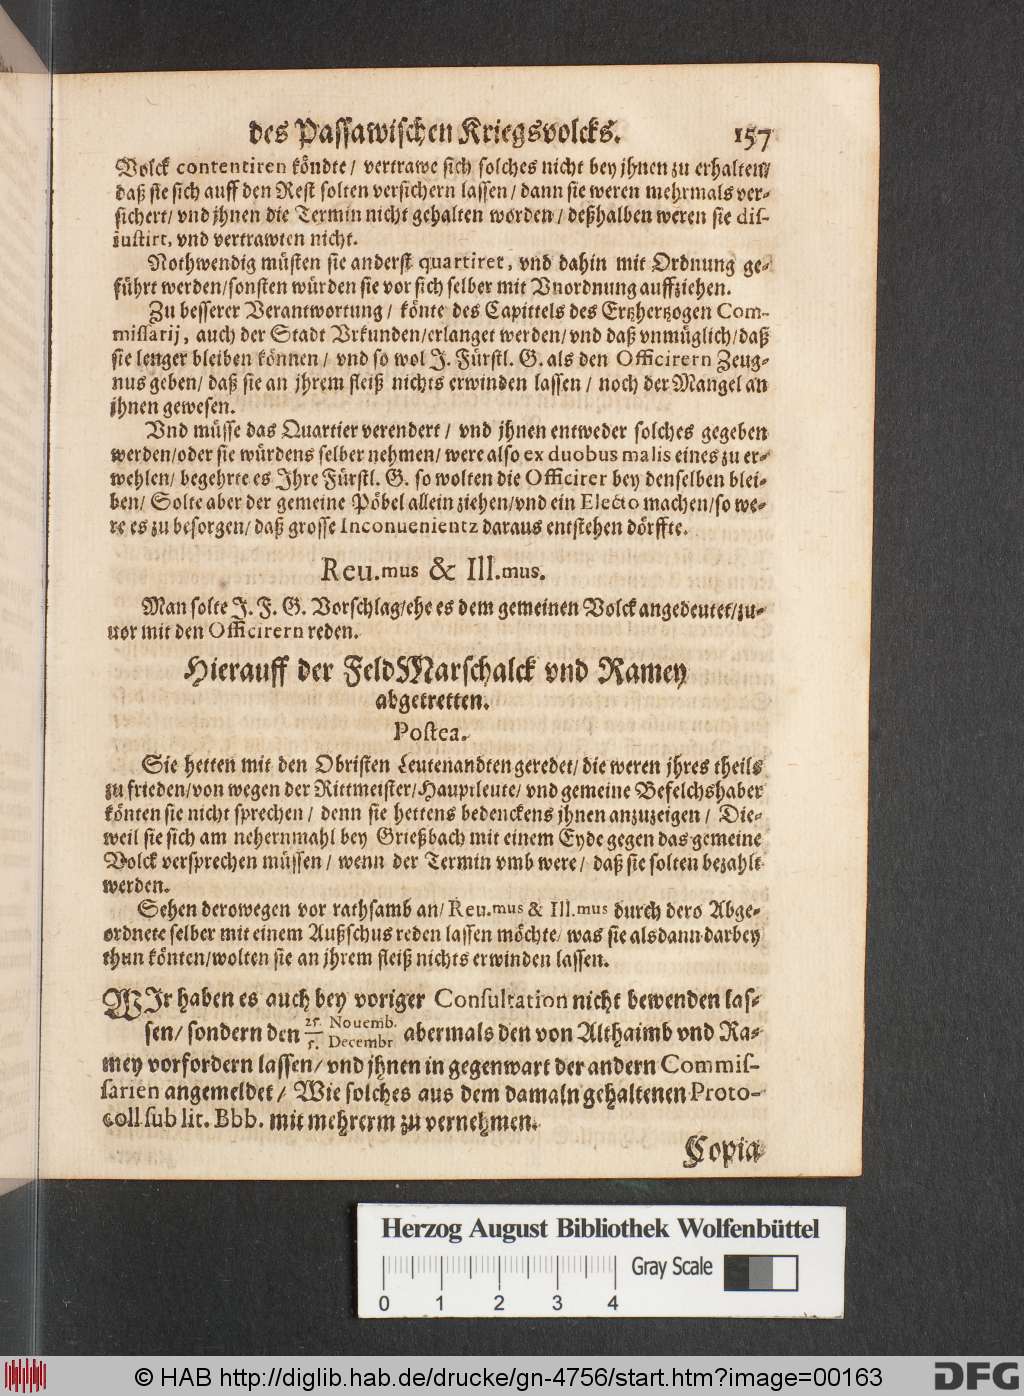 des Passawischen Kriegsvolcks. 157
Volck contentiren köndte / vertrawe sich solches nicht bey jhnen zu erhalten/
daß sie sich auff den Rest solten versichern lassen / dann sie weren mehrmals ver-
sichert/ vnd jhnen die Termin nicht gehalten worden / deßhalben weren sie dis-
iustirt, vnd vertrawten nicht.
Nothwendig müsten sie anderst quartiret, vnd dahin mit Ordnung ge-
führt werden/sonsten würden sie vor sich selber mit Vnordnung auffziehen.
Zu besserer Verantwortung / könte des Capittels des Ertzhertzogen Com-
missarij, auch der Stadt Vrkunden/erlanget werden/vnd daß vnmüglich/daß
sie lenger bleiben können / vnd so wol J. Fürstl. G. als den Officirern Zeug-
nus geben/ daß sie an jhrem fleiß nichts erwinden lassen / noch der Mangel an
jhnen gewesen.
Vnd müsse das Quartier verendert / vnd jhnen entweder solches gegeben
werden/oder sie würdens selber nehmen/ were also ex duobus malis eines zu er-
wehlen/ begehrte es Jhre Fürstl. G. so wolten die Officirer bey denselben blei-
ben/ Solte aber der gemeine Pöbel allein ziehen/vnd ein Electo machen/so we-
re es zu besorgen/ daß grosse Inconuenientz daraus entstehen dörffte.
Reu.mus & Ill.mus.
Man solte J. F. G. Vorschlag/ehe es dem gemeinen Volck angedeutet/zu-
uor mit den Officirern reden.
Hierauff der FeldMarschalck vnd Ramey
abgetretten.
Postea.
Sie hetten mit den Obristen Leutenandten geredet/ die weren jhres theils
zu frieden/von wegen der Rittmeister/Hauptleute/ vnd gemeine Befelchshaber
könten sie nicht sprechen / denn sie hettens bedenckens jhnen anzuzeigen / Die-
weil sie sich am nehernmahl bey Grießbach mit einem Eyde gegen das gemeine
Volck versprechen müssen / wenn der Termin vmb were / daß sie solten bezahlt
werden.
Sehen derowegen vor rathsamb an/ Reu.mus & Ill.mus durch dero Abge-
ordnete selber mit einem Außschus reden lassen möchte/ was sie alsdann darbey
thun könten/wolten sie an jhrem fleiß nichts erwinden lassen.
WJr haben es auch bey voriger Consultation nicht bewenden las-
sen/ sondern den 25. Nouemb. / 5. Decembr abermals den von Althaimb vnd Ra-
mey vorfordern lassen/ vnd jhnen in gegenwart der andern Commis-
sarien angemeldet / Wie solches aus dem damaln gehaltenen Proto-
coll sub lit. Bbb. mit mehrerm zu vernehmen.
Copia
Herzog August Bibliothek Wolfenbüttel
Gray Scale
0 1 2 3 4
© HAB http://diglib.hab.de/drucke/gn-4756/start.htm?image=00163
DFG